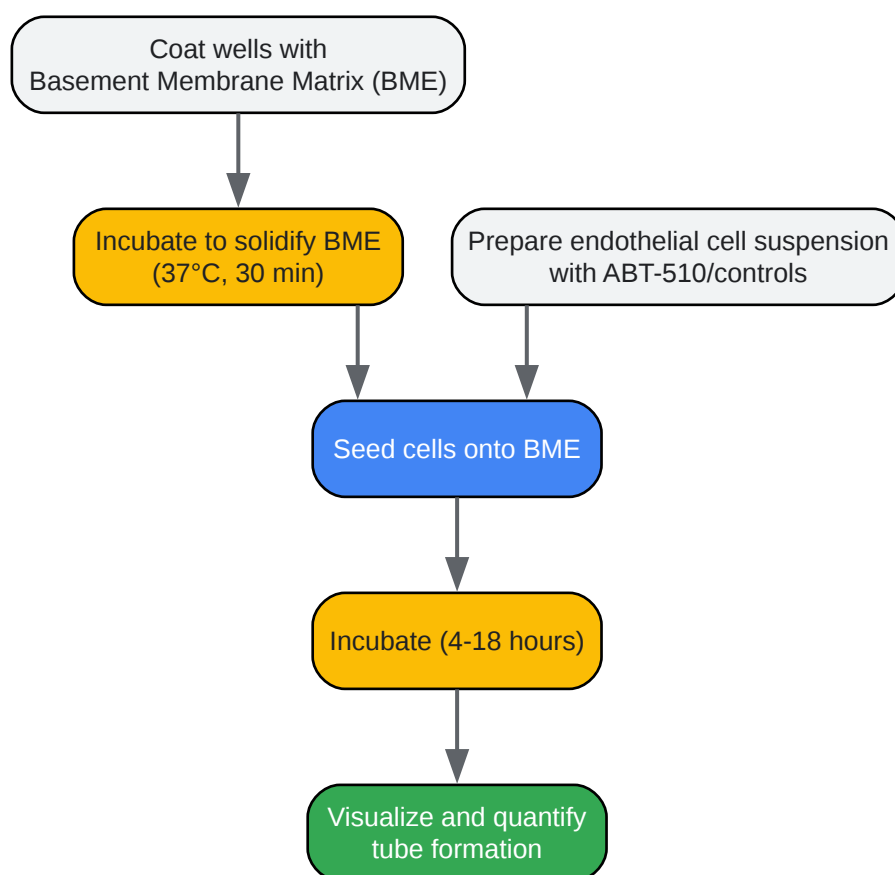 Coat wells with
Basement Membrane Matrix (BME)
Incubate to solidify BME
(37°C, 30 min)
Prepare endothelial cell suspension
with ABT-510/controls
Seed cells onto BME
Incubate (4-18 hours)
Visualize and quantify
tube formation